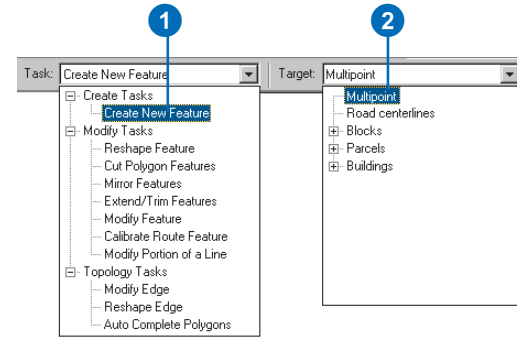 1 2
Task: Create New Feature Target: Multipoint
Create Tasks
Create New Feature
Modify Tasks
Reshape Feature
Cut Polygon Features
Mirror Features
Extend/Trim Features
Modify Feature
Calibrate Route Feature
Modify Portion of a Line
Topology Tasks
Modify Edge
Reshape Edge
Auto Complete Polygons
Multipoint
Road centerlines
Blocks
Parcels
Buildings